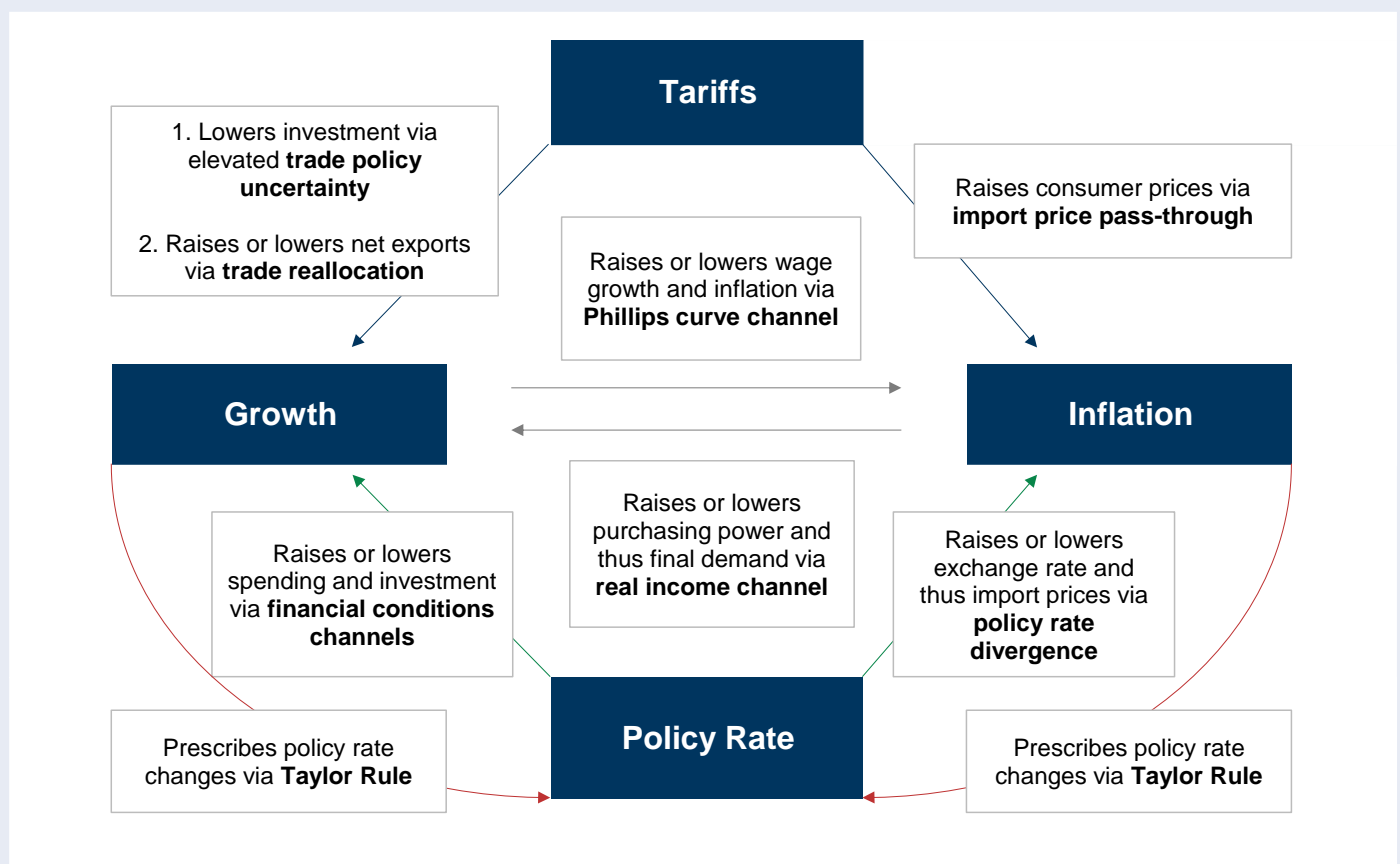 Tariffs
1. Lowers investment via
elevated trade policy
uncertainty
2. Raises or lowers net exports
via trade reallocation
Raises consumer prices via
import price pass-through
Raises or lowers wage
growth and inflation via
Phillips curve channel
Growth
Inflation
Raises or lowers
spending and investment
via financial conditions
channels
Raises or lowers
purchasing power and
thus final demand via
real income channel
Raises or lowers
exchange rate and
thus import prices via
policy rate
divergence
Policy Rate
Prescribes policy rate
changes via Taylor Rule
Prescribes policy rate
changes via Taylor Rule